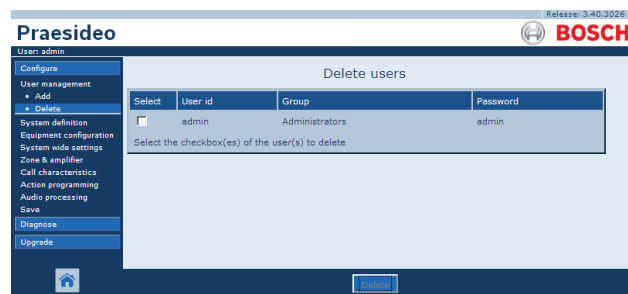 Release: 3.40.3026
Praesideo
BOSCH
User: admin
Configure
User management
• Add
• Delete
System definition
Equipment configuration
System wide settings
Zone & amplifier
Call characteristics
Action programming
Audio processing
Save
Diagnose
Upgrade
Delete users
Select User id Group Password
admin Administrators admin
Select the checkbox(es) of the user(s) to delete
Delete